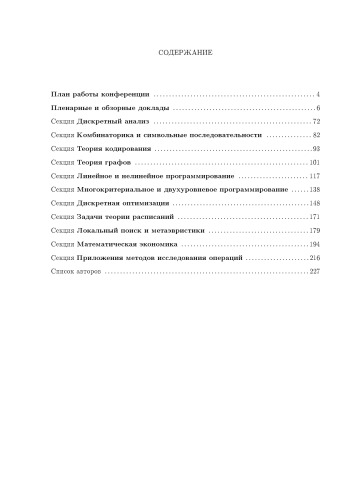 СОДЕРЖАНИЕ
План работы конференции ..... 4
Пленарные и обзорные доклады ..... 6
Секция Дискретный анализ ..... 72
Секция Комбинаторика и символьные последовательности ..... 82
Секция Теория кодирования ..... 93
Секция Теория графов ..... 101
Секция Линейное и нелинейное программирование ..... 117
Секция Многокритериальное и двухуровневое программирование ..... 138
Секция Дискретная оптимизация ..... 148
Секция Задачи теории расписаний ..... 171
Секция Локальный поиск и метаэвристики ..... 179
Секция Математическая экономика ..... 194
Секция Приложения методов исследования операций ..... 216
Список авторов ..... 227